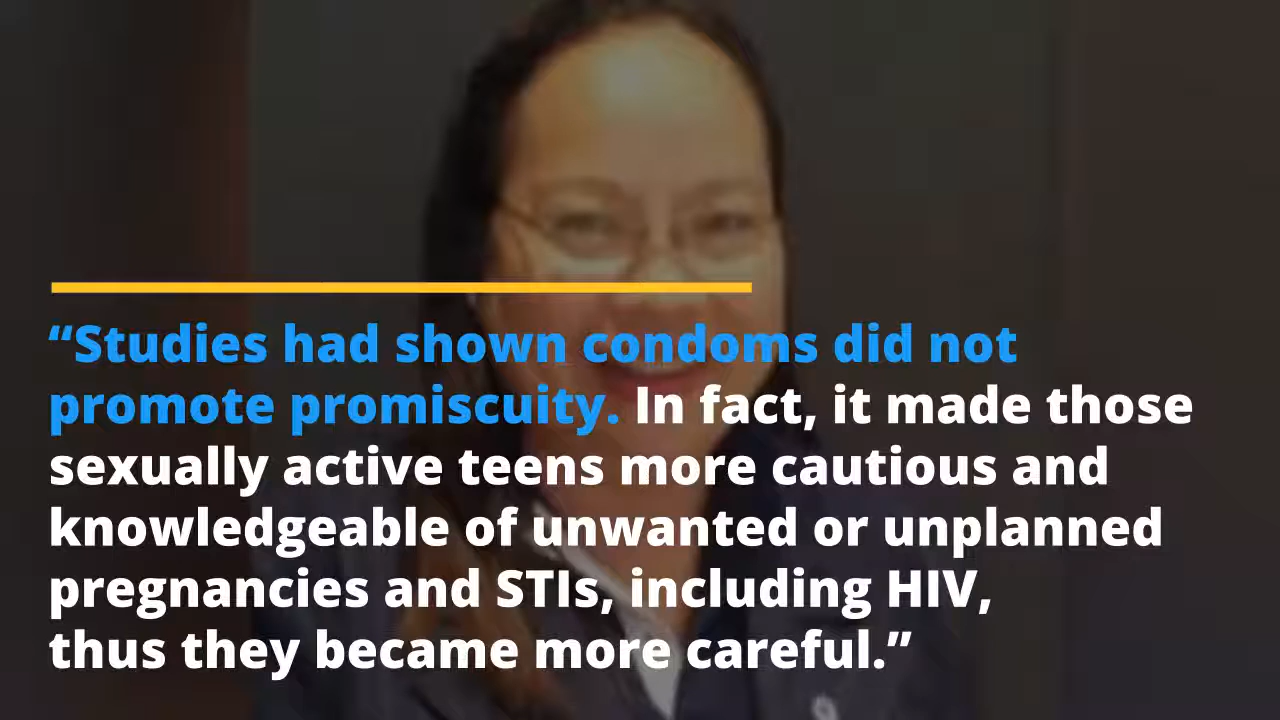 “Studies had shown condoms did not
promote promiscuity. In fact, it made those
sexually active teens more cautious and
knowledgeable of unwanted or unplanned
pregnancies and STIs, including HIV,
thus they became more careful.”